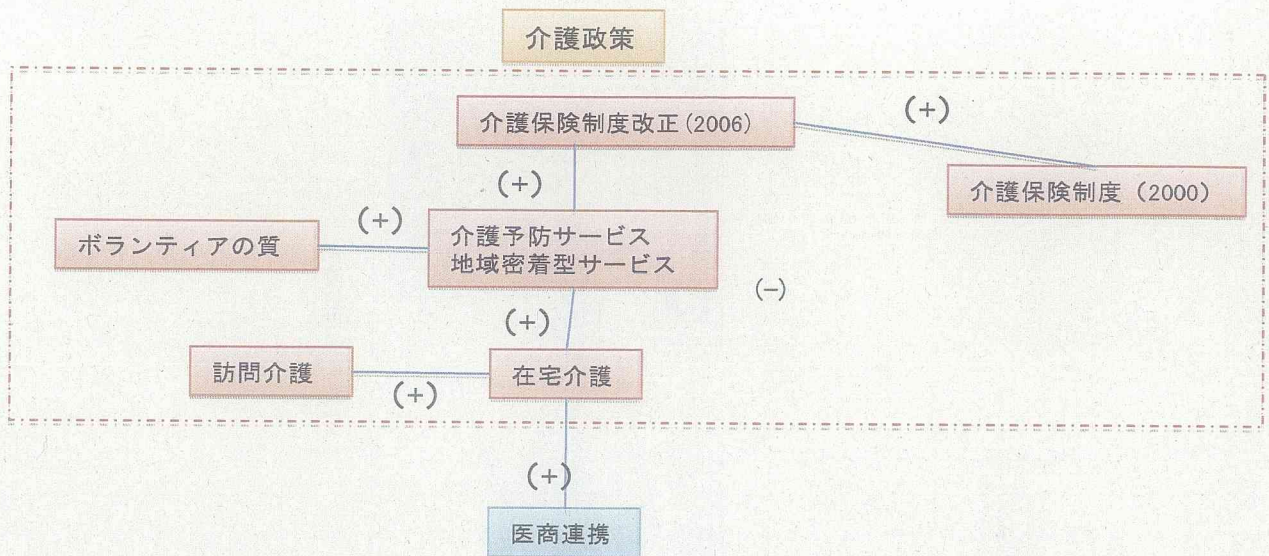 介護政策
介護保険制度改正(2006)
(+)
介護保険制度(2000)
(+)
ボランティアの質
(+)
介護予防サービス
地域密着型サービス
(−)
(+)
訪問介護
(+)
在宅介護
(+)
医商連携